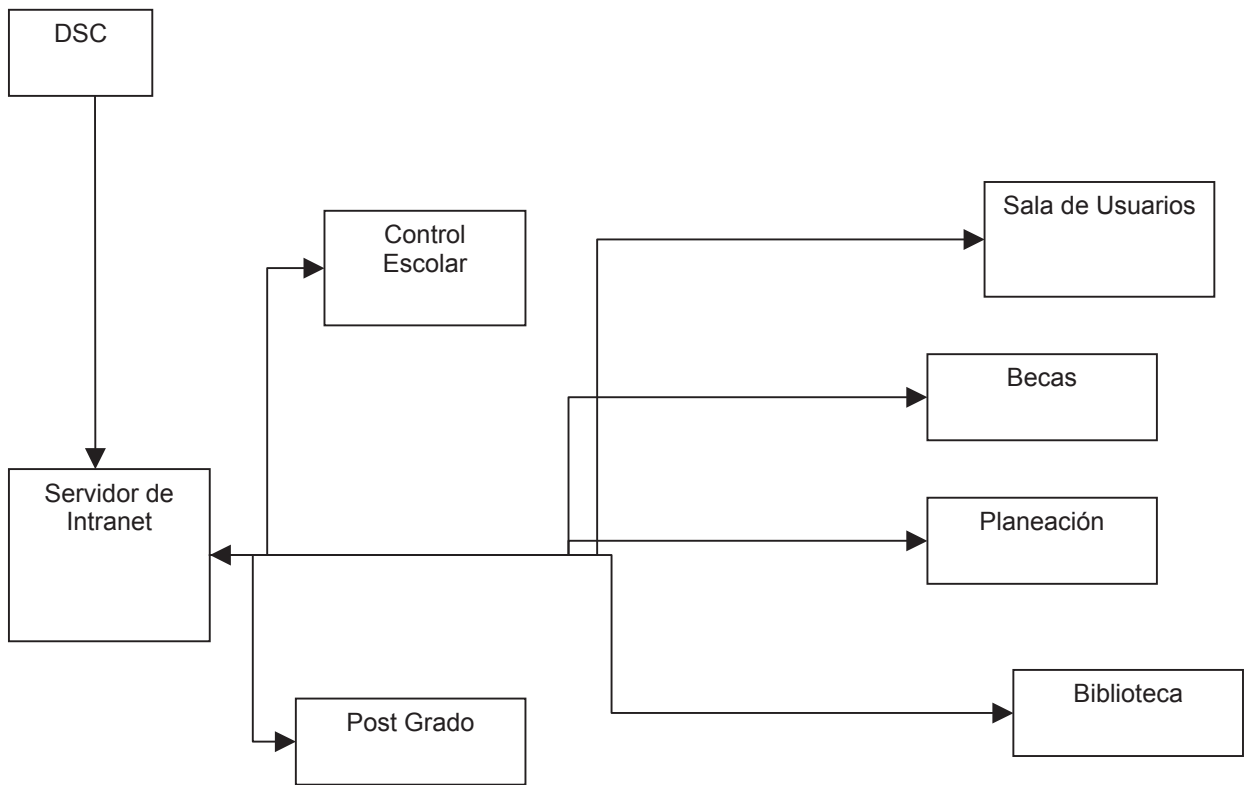 DSC
Sala de Usuarios
Control
Escolar
Becas
Servidor de
Intranet
Planeación
Biblioteca
Post Grado